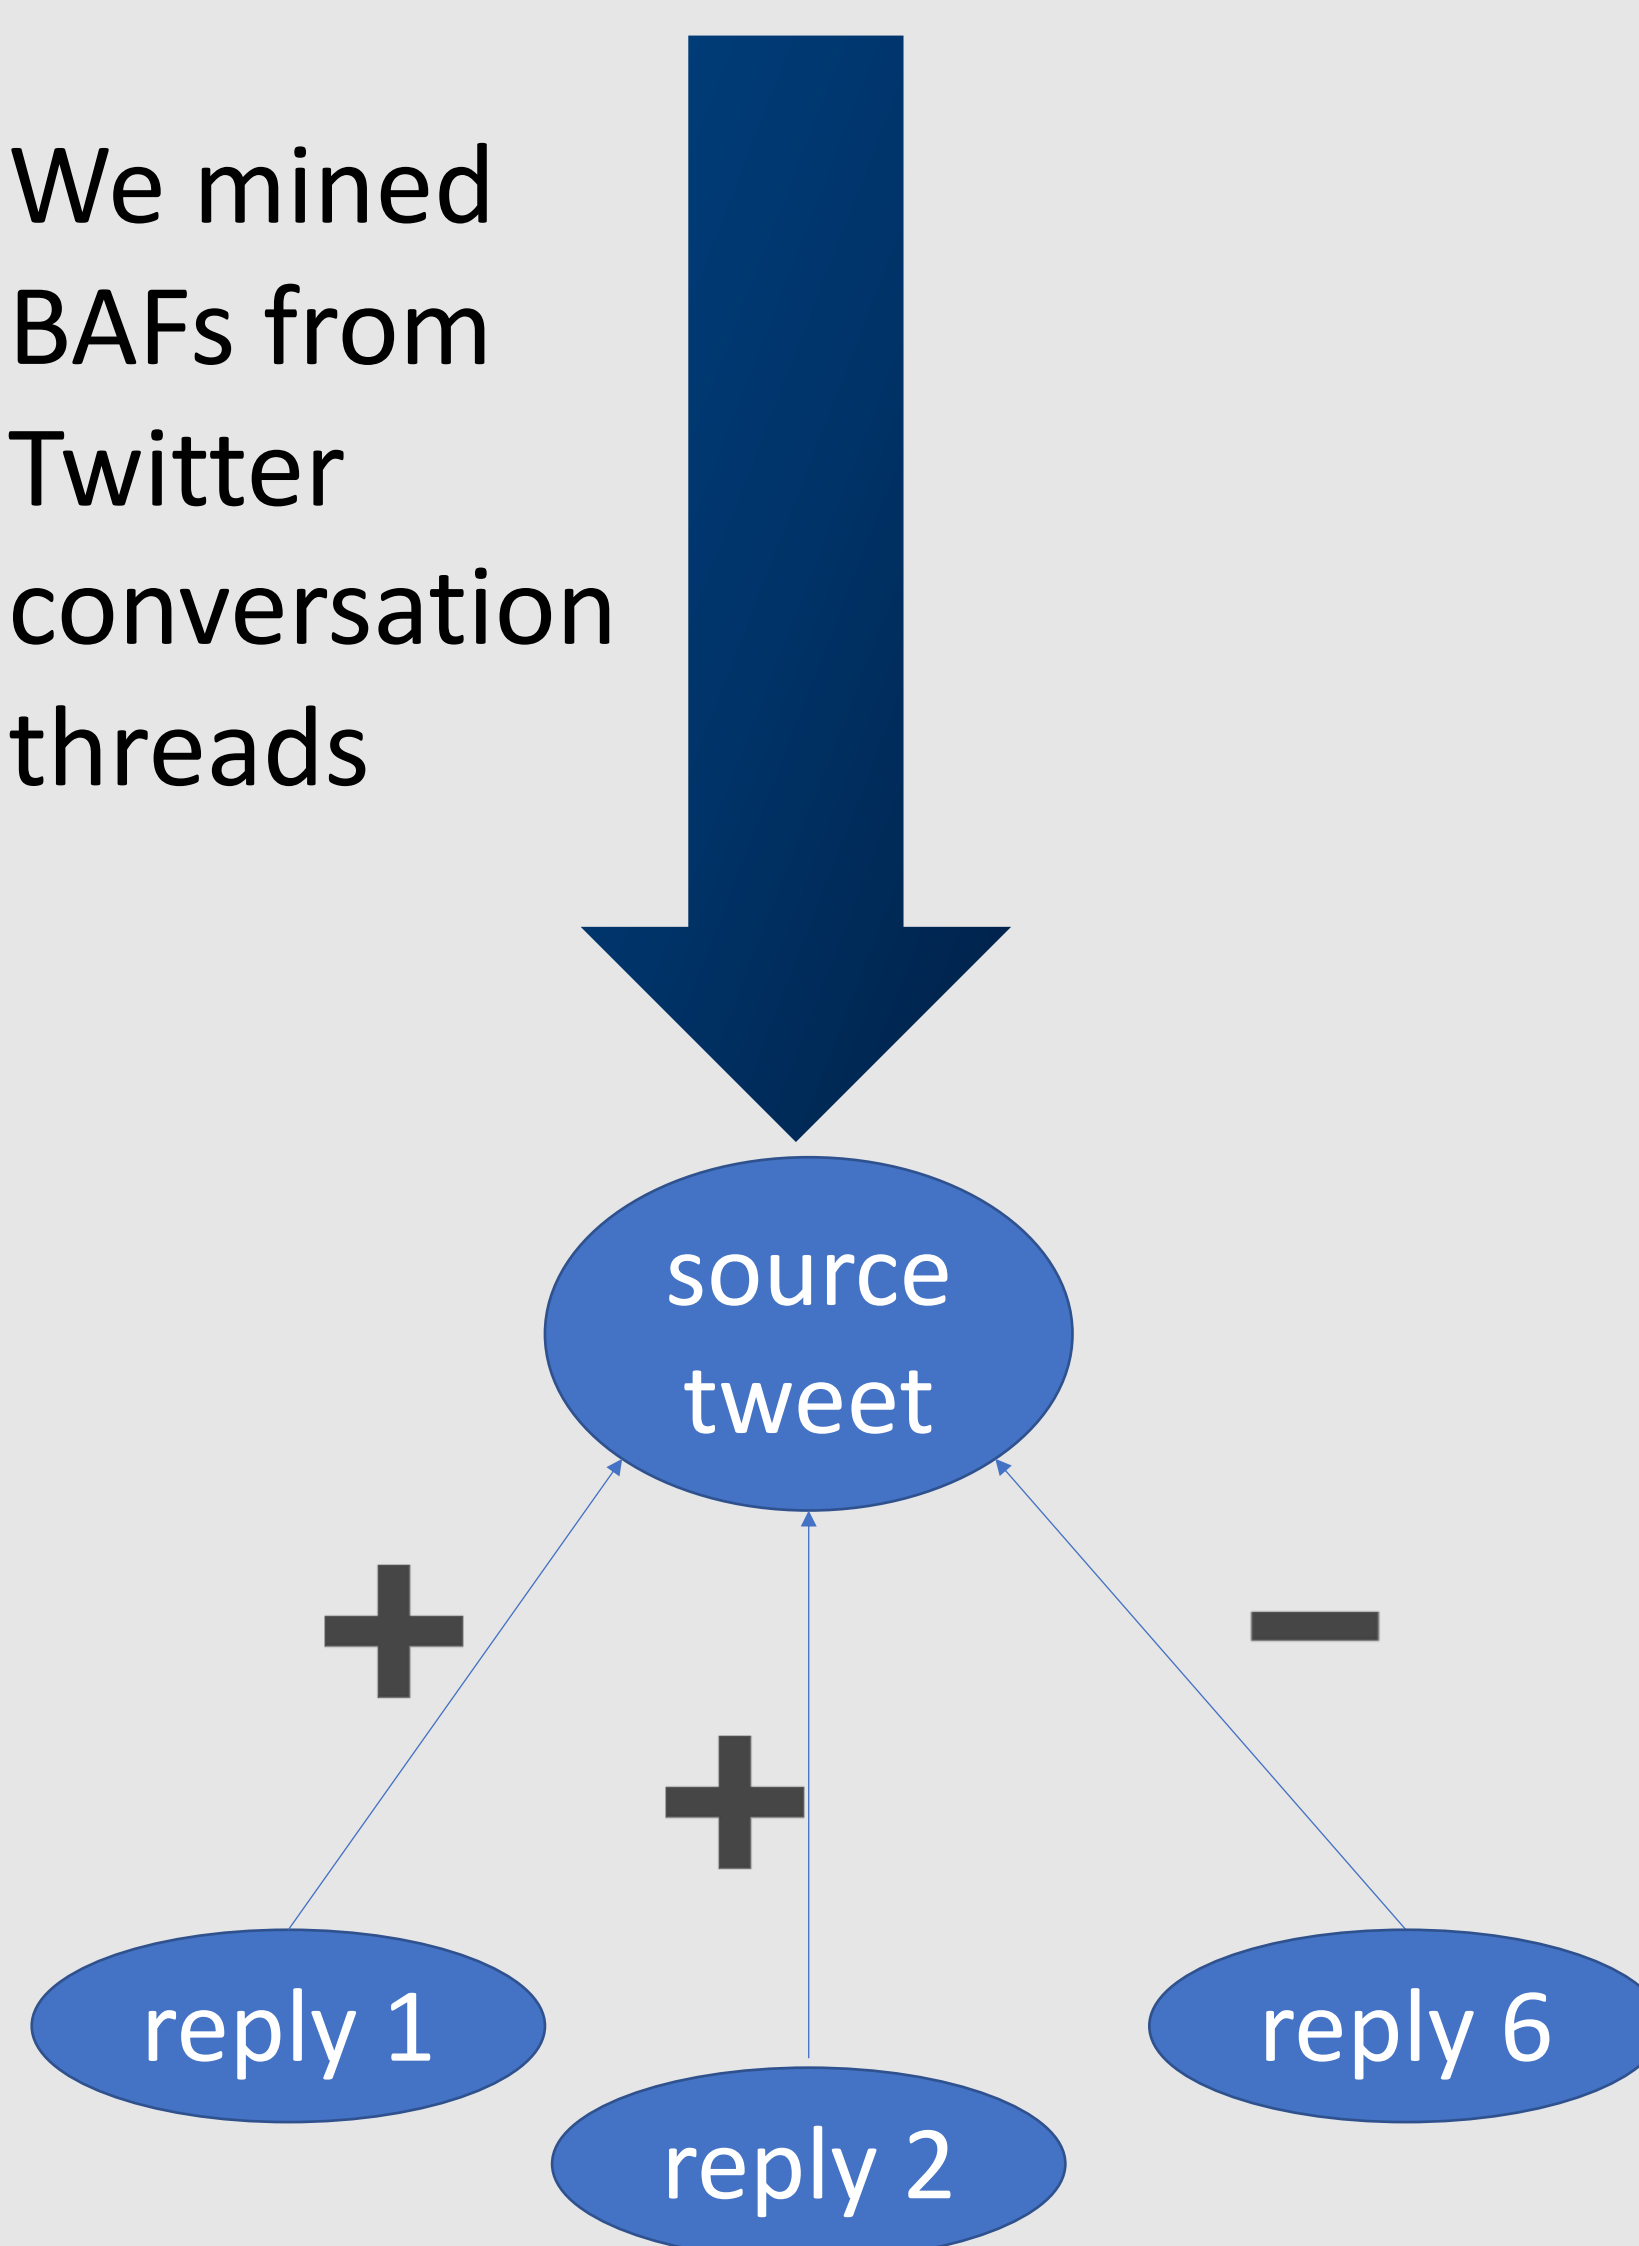 We mined
BAFs from
Twitter
conversation
threads
source
tweet
+
−
+
reply 1
reply 6
reply 2